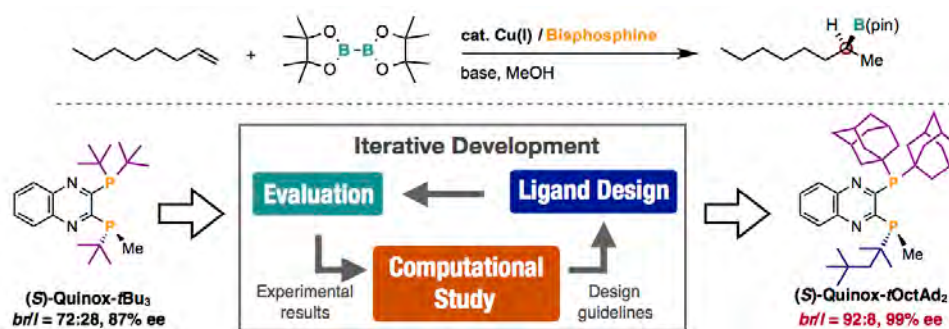 cat. Cu(I) / Bisphosphine
base, MeOH
+
O
O
B
B
O
O
H
B(pin)
Me
Iterative Development
Evaluation
Ligand Design
Computational
Study
Experimental
results
Design
guidelines
N
P
N
P
Me
(S)-Quinox-tBu3
br/l = 72:28, 87% ee
N
P
N
P
Me
(S)-Quinox-tOctAd2
br/l = 92:8, 99% ee